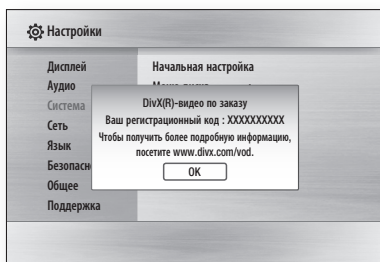 Настройки
Дисплей
Начальная настройка
Аудио
Система
Сеть
Язык
Безопасн
Общее
Поддержка
DivX(R)-видео по заказу
Ваш регистрационный код : XXXXXXXXXX
Чтобы получить более подробную информацию,
посетите www.divx.com/vod.
OK